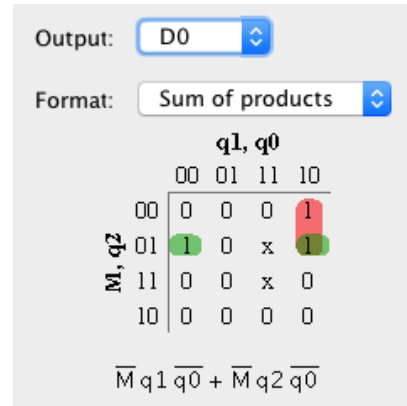 Output: D0
Format: Sum of products
q1, q0
00 01 11 10
M, q2
00 0 0 0 1
01 1 0 x 1
11 0 0 x 0
10 0 0 0 0
M̅ q1 q̅0̅ + M̅ q2 q̅0̅